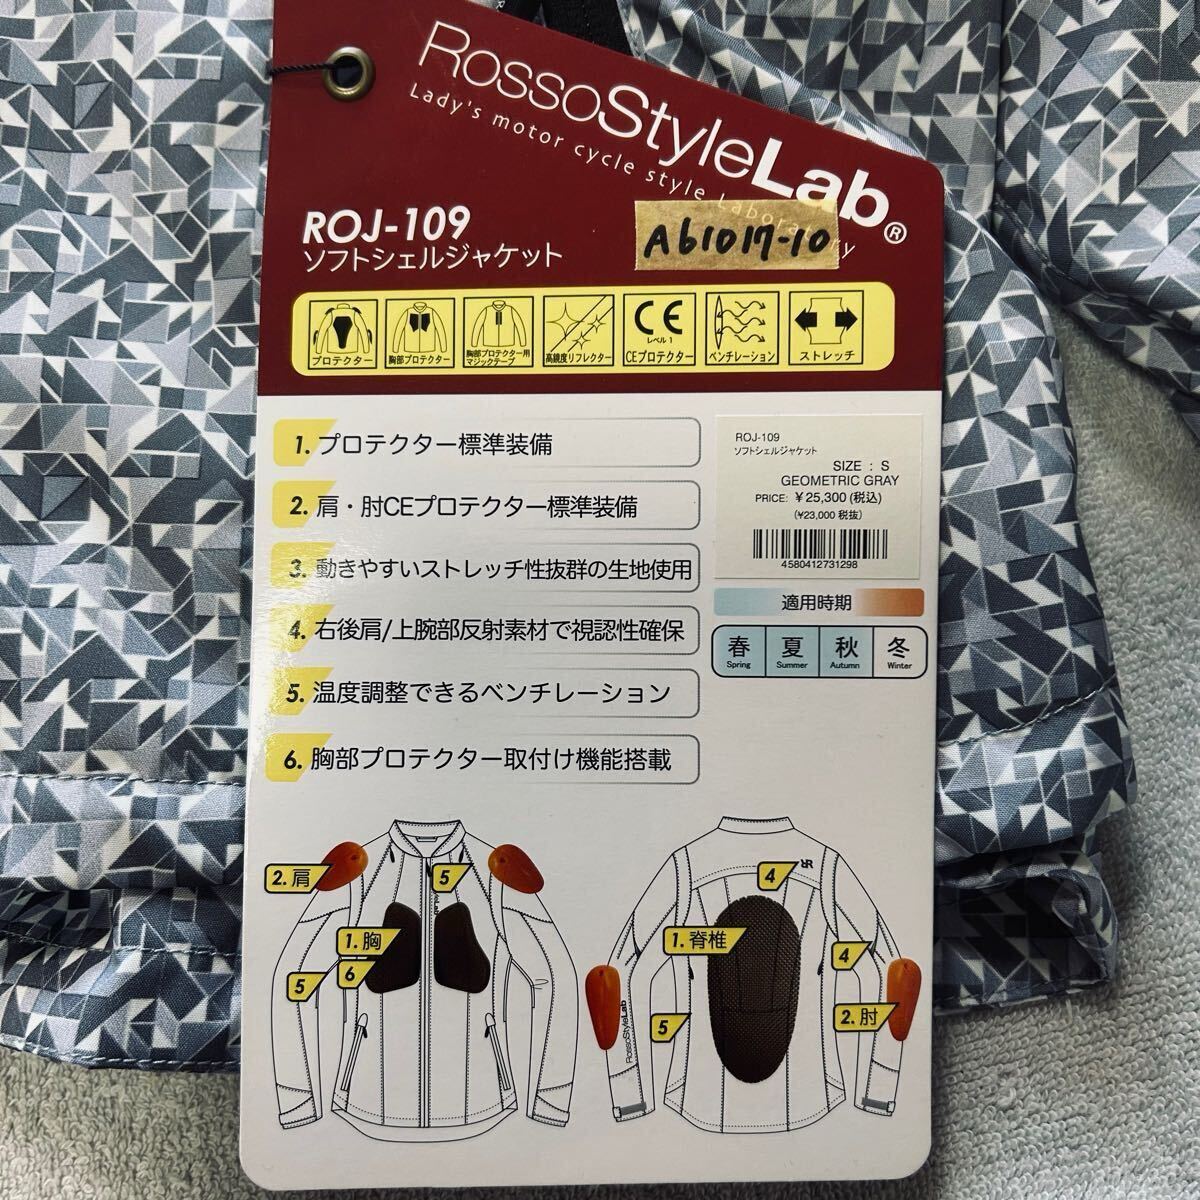 RossoStyleLab®
Lady's motor cycle style Laboratory
A61017-10
ROJ-109
ソフトシェルジャケット
プロテクター
胸部プロテクター
胸部プロテクター用
マジックテープ
高輝度リフレクター
CE
レベル1
CEプロテクター
ベンチレーション
ストレッチ
1. プロテクター標準装備
2. 肩・肘CEプロテクター標準装備
3. 動きやすいストレッチ性抜群の生地使用
4. 右後肩/上腕部反射素材で視認性確保
5. 温度調整できるベンチレーション
6. 胸部プロテクター取付け機能搭載
ROJ-109
ソフトシェルジャケット
SIZE : S
GEOMETRIC GRAY
PRICE: ¥25,300 (税込)
(¥23,000 税抜)
4580412731298
適用時期
春 夏 秋 冬
Spring Summer Autumn Winter
2. 肩
5
1. 胸
6
5
4
1. 脊椎
4
5
2. 肘
RossoStyleLab